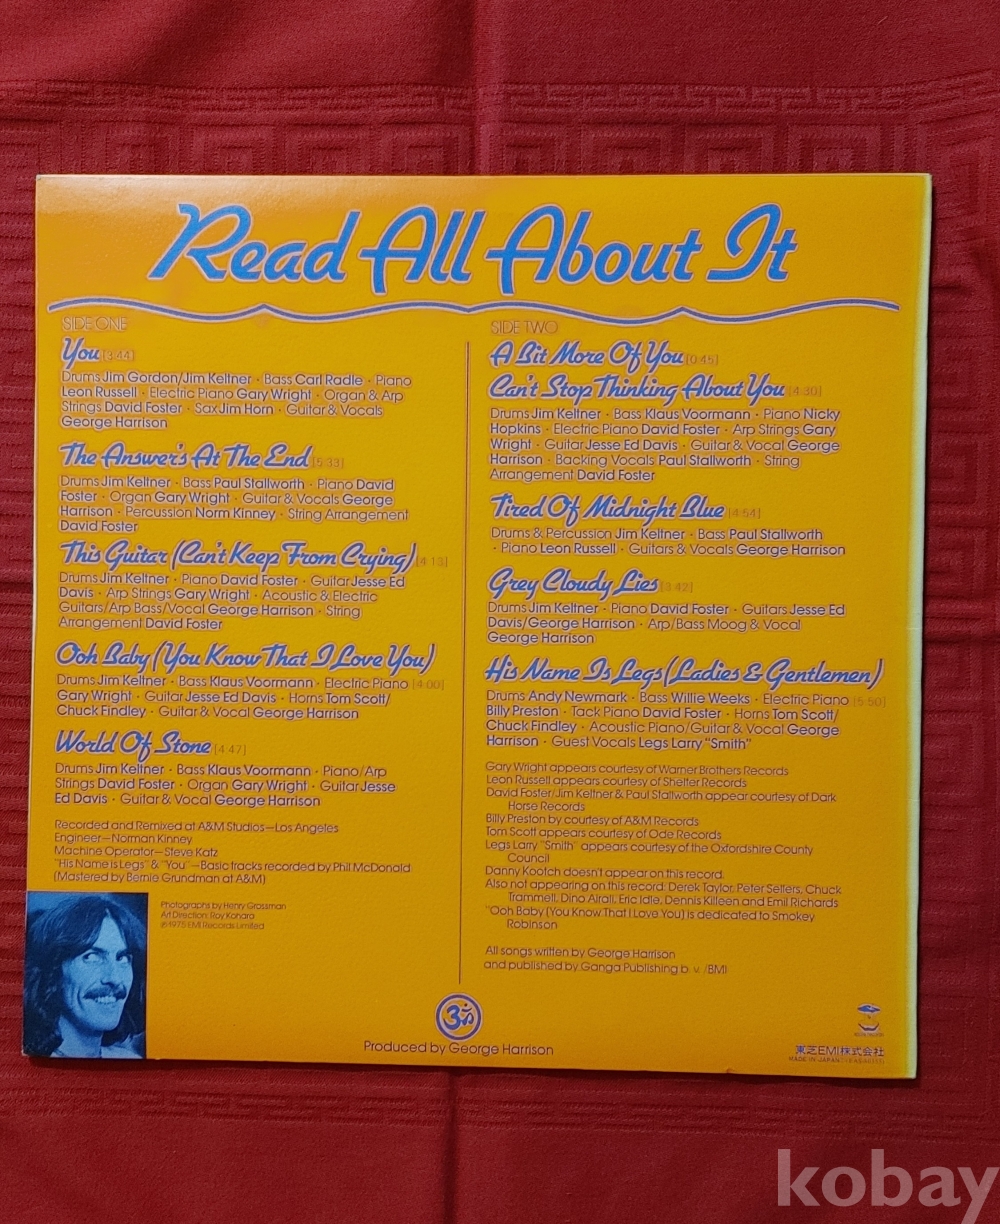 Read All About It
SIDE ONE
You [3:44]
Drums Jim Gordon/Jim Keltner · Bass Carl Radle · Piano
Leon Russell · Electric Piano Gary Wright · Organ & Arp
Strings David Foster · Sax Jim Horn · Guitar & Vocals
George Harrison
The Answer's At The End [5:33]
Drums Jim Keltner · Bass Paul Stallworth · Piano David
Foster · Organ Gary Wright · Guitar & Vocals George
Harrison · Percussion Norm Kinney · String Arrangement
David Foster
This Guitar (Can't Keep From Crying) [4:13]
Drums Jim Keltner · Piano David Foster · Guitar Jesse Ed
Davis · Arp Strings Gary Wright · Acoustic & Electric
Guitars/Arp Bass/Vocal George Harrison · String
Arrangement David Foster
Ooh Baby (You Know That I Love You)
Drums Jim Keltner · Bass Klaus Voormann · Electric Piano [4:00]
Gary Wright · Guitar Jesse Ed Davis · Horns Tom Scott/
Chuck Findley · Guitar & Vocal George Harrison
World Of Stone [4:47]
Drums Jim Keltner · Bass Klaus Voormann · Piano/Arp
Strings David Foster · Organ Gary Wright · Guitar Jesse
Ed Davis · Guitar & Vocal George Harrison
Recorded and Remixed at A&M Studios—Los Angeles
Engineer—Norman Kinney
Machine Operator—Steve Katz
"His Name is Legs" & "You"—Basic tracks recorded by Phil McDonald
(Mastered by Bernie Grundman at A&M)
Photographs by Henry Grossman
Art Direction: Roy Kohara
℗1975 EMI Records Limited
SIDE TWO
A Bit More Of You [0:45]
Can't Stop Thinking About You [4:30]
Drums Jim Keltner · Bass Klaus Voormann · Piano Nicky
Hopkins · Electric Piano David Foster · Arp Strings Gary
Wright · Guitar Jesse Ed Davis · Guitar & Vocal George
Harrison · Backing Vocals Paul Stallworth · String
Arrangement David Foster
Tired Of Midnight Blue [4:54]
Drums & Percussion Jim Keltner · Bass Paul Stallworth
· Piano Leon Russell · Guitars & Vocals George Harrison
Grey Cloudy Lies [3:42]
Drums Jim Keltner · Piano David Foster · Guitars Jesse Ed
Davis/George Harrison · Arp/Bass Moog & Vocal
George Harrison
His Name Is Legs (Ladies & Gentlemen)
Drums Andy Newmark · Bass Willie Weeks · Electric Piano [5:50]
Billy Preston · Tack Piano David Foster · Horns Tom Scott/
Chuck Findley · Acoustic Piano/Guitar & Vocal George
Harrison · Guest Vocals Legs Larry "Smith"
Gary Wright appears courtesy of Warner Brothers Records
Leon Russell appears courtesy of Shelter Records
David Foster/Jim Keltner & Paul Stallworth appear courtesy of Dark
Horse Records
Billy Preston by courtesy of A&M Records
Tom Scott appears courtesy of Ode Records
Legs Larry "Smith" appears courtesy of the Oxfordshire County
Council
Danny Kootch doesn't appear on this record.
Also not appearing on this record: Derek Taylor, Peter Sellers, Chuck
Trammell, Dino Airali, Eric Idle, Dennis Killeen and Emil Richards
"Ooh Baby (You Know That I Love You) is dedicated to Smokey
Robinson
All songs written by George Harrison
and published by Ganga Publishing b.v./BMI
Produced by George Harrison
東芝EMI株式会社
MADE IN JAPAN
kobay